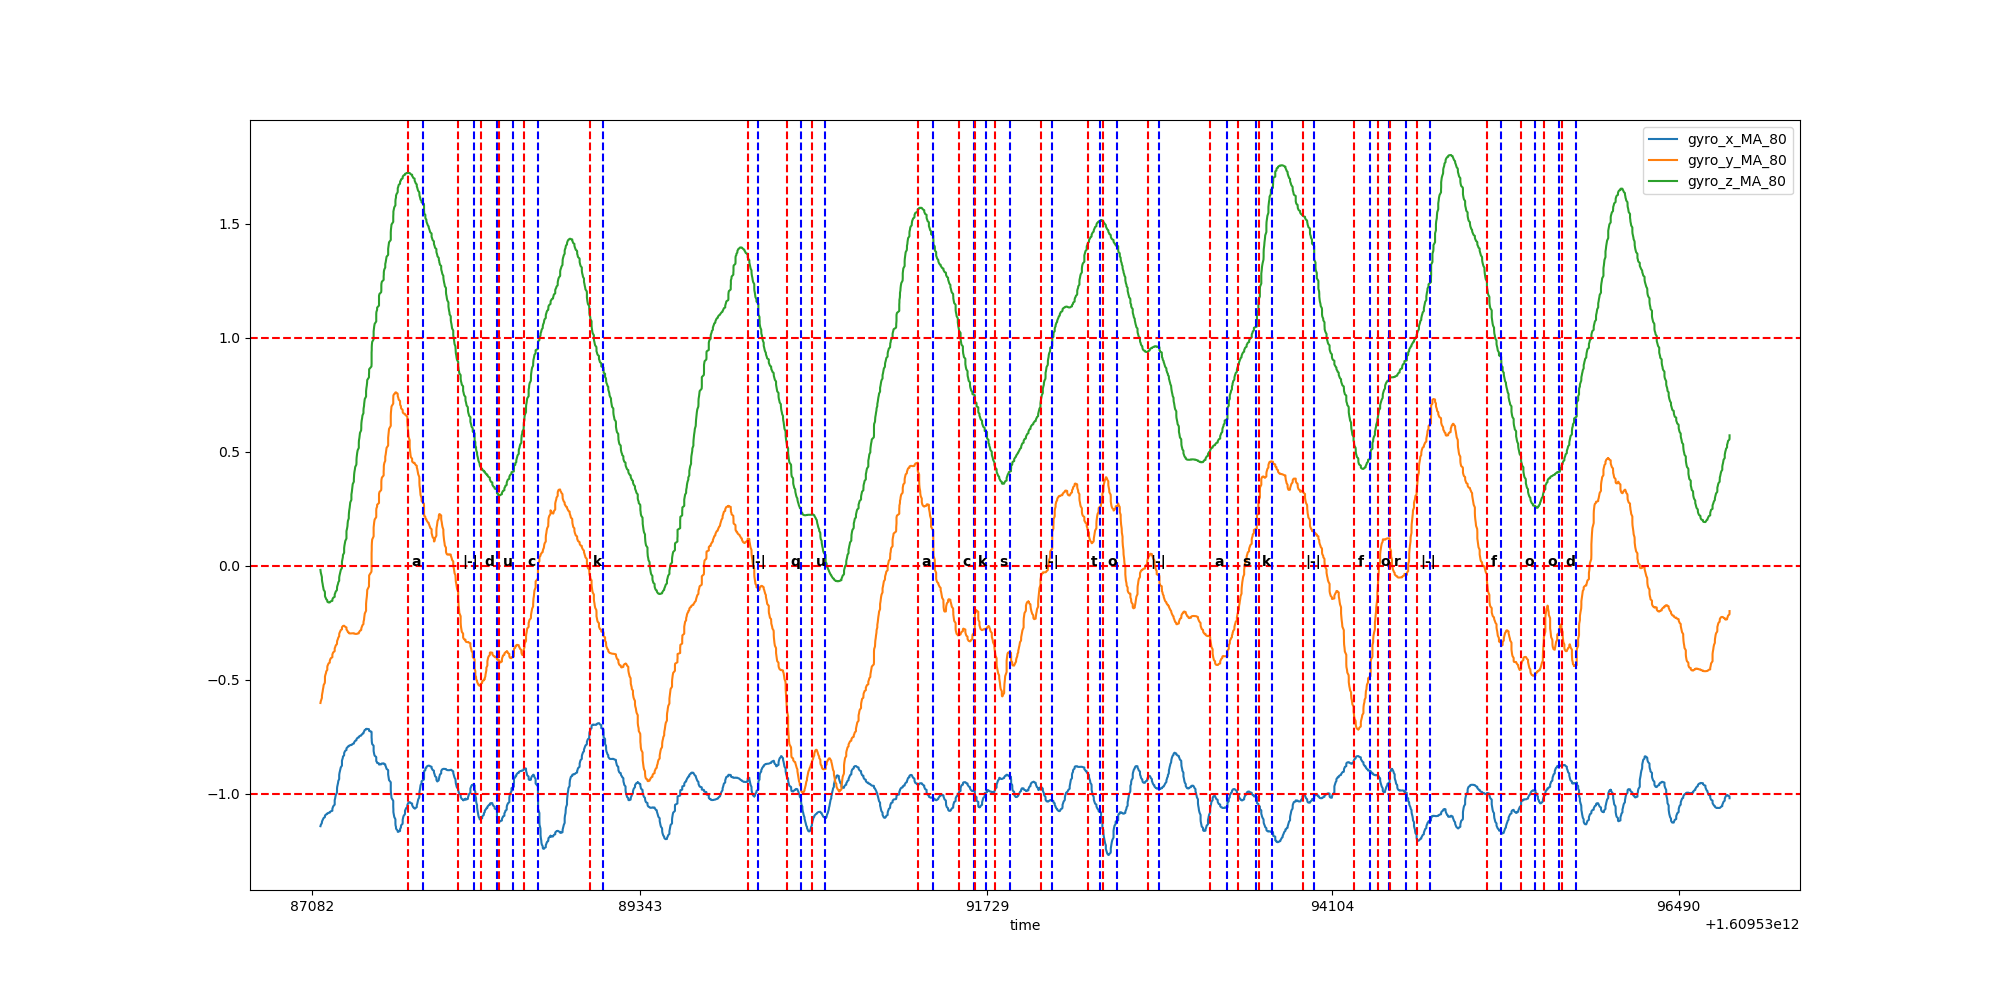 gyro_x_MA_80
gyro_y_MA_80
gyro_z_MA_80
1.5
1.0
0.5
0.0
−0.5
−1.0
a |-| d u c k |-| q u a c k s |-| t o |-| a s k |-| f o r |-| f o o d
87082 89343 91729 94104 96490
time
+1.60953e12